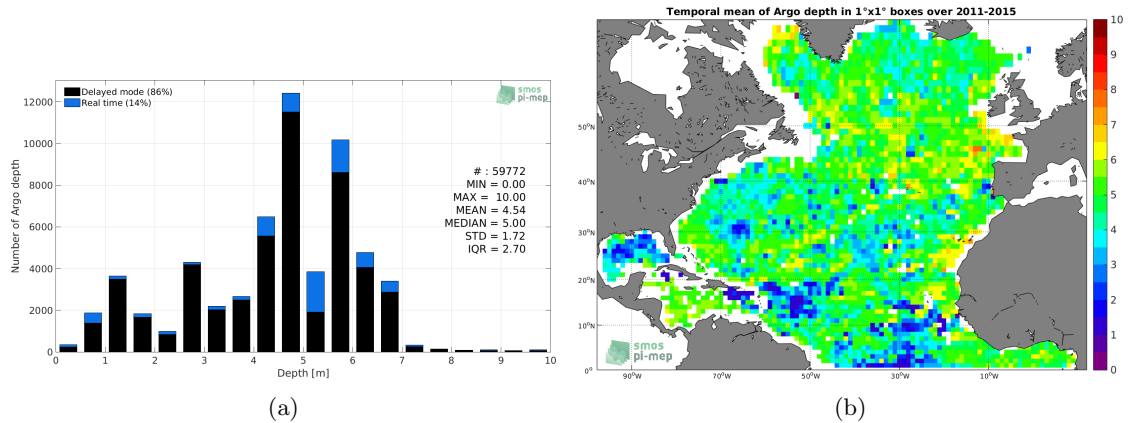 Delayed mode (86%)
Real time (14%)
smos
pi-mep
# : 59772
MIN = 0.00
MAX = 10.00
MEAN = 4.54
MEDIAN = 5.00
STD = 1.72
IQR = 2.70
Number of Argo depth
12000
10000
8000
6000
4000
2000
0
0 1 2 3 4 5 6 7 8 9 10
Depth [m]
(a)
Temporal mean of Argo depth in 1°x1° boxes over 2011-2015
50°N
40°N
30°N
20°N
10°N
0°
90°W 70°W 50°W 30°W 10°W
smos
pi-mep
10
9
8
7
6
5
4
3
2
1
0
(b)